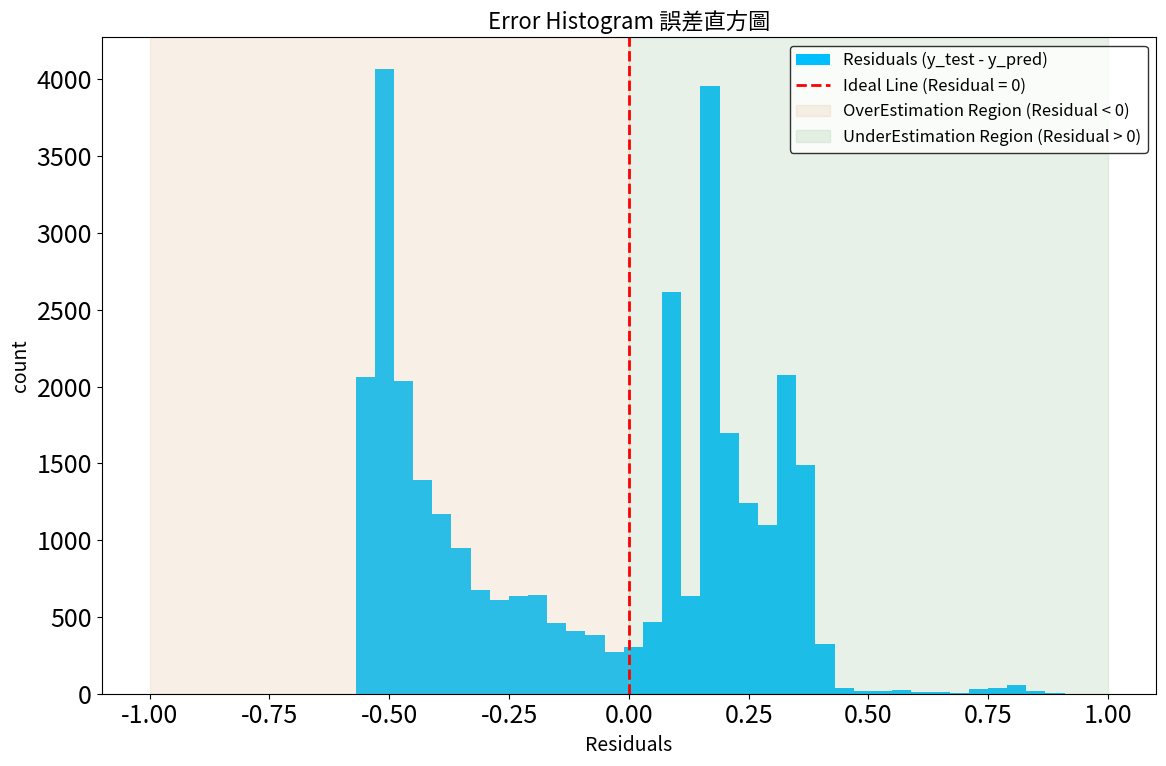 Error Histogram 誤差直方圖
Residuals (y_test - y_pred)
Ideal Line (Residual = 0)
OverEstimation Region (Residual < 0)
UnderEstimation Region (Residual > 0)
count
4000
3500
3000
2500
2000
1500
1000
500
0
-1.00 -0.75 -0.50 -0.25 0.00 0.25 0.50 0.75 1.00
Residuals